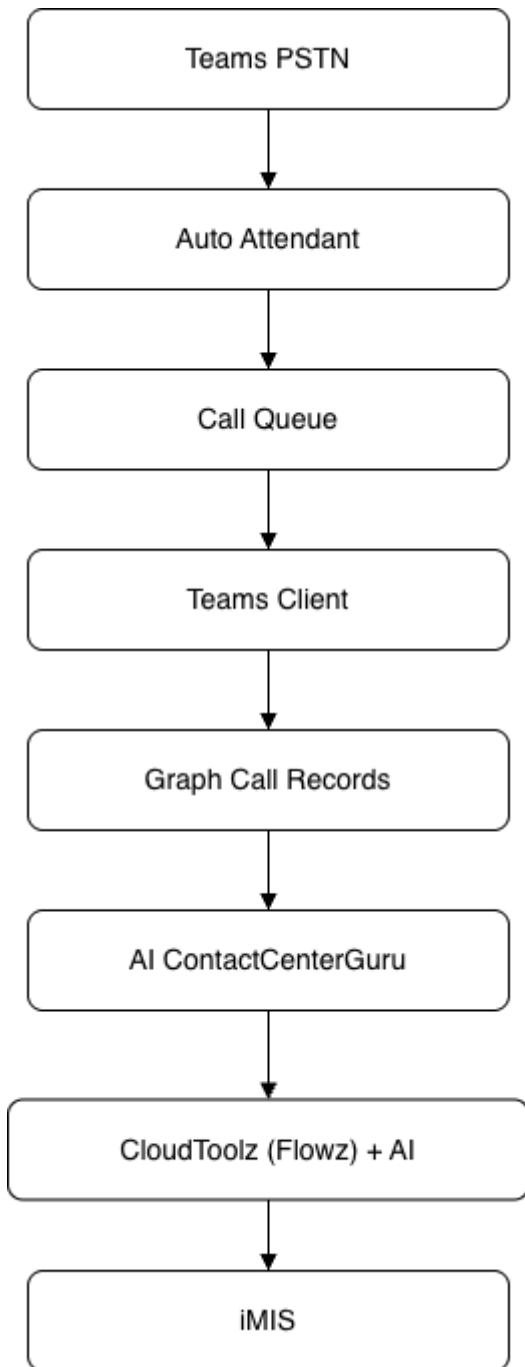 Teams PSTN
Auto Attendant
Call Queue
Teams Client
Graph Call Records
AI ContactCenterGuru
CloudToolz (Flowz) + AI
iMIS